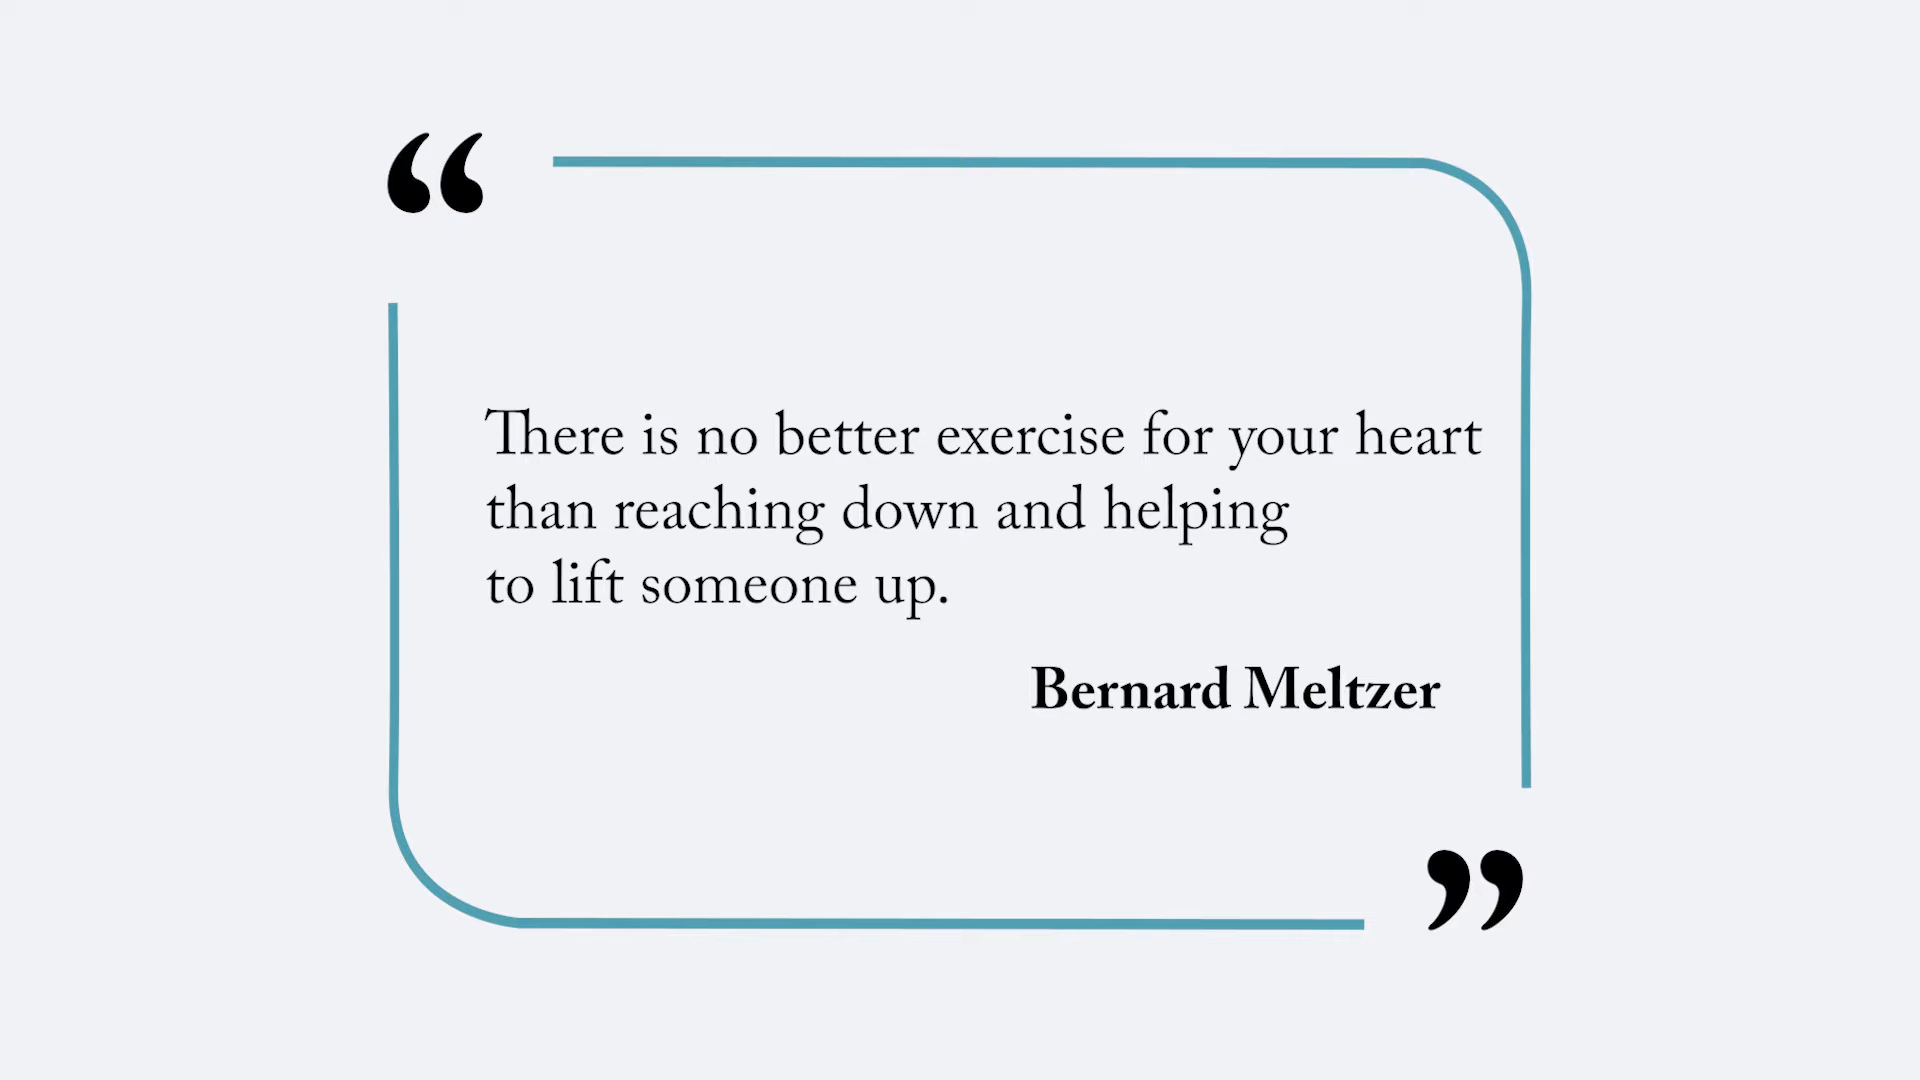 “
There is no better exercise for your heart
than reaching down and helping
to lift someone up.
Bernard Meltzer
”